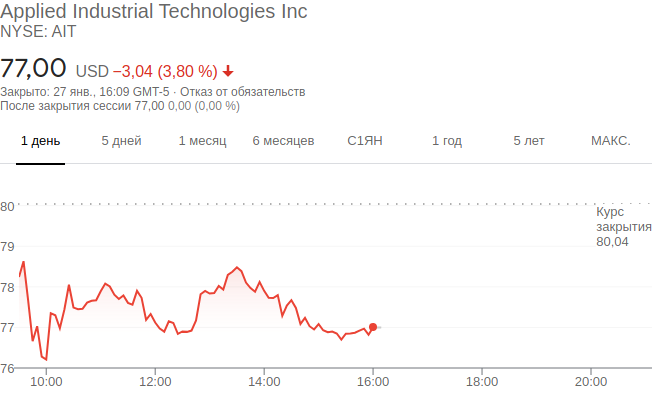 Applied Industrial Technologies Inc
NYSE: AIT
77,00 USD −3,04 (3,80 %)
Закрыто: 27 янв., 16:09 GMT-5 · Отказ от обязательств
После закрытия сессии 77,00 0,00 (0,00 %)
1 день 5 дней 1 месяц 6 месяцев С1ЯН 1 год 5 лет МАКС.
80
Курс
закрытия
80,04
79
78
77
76
10:00 12:00 14:00 16:00 18:00 20:00